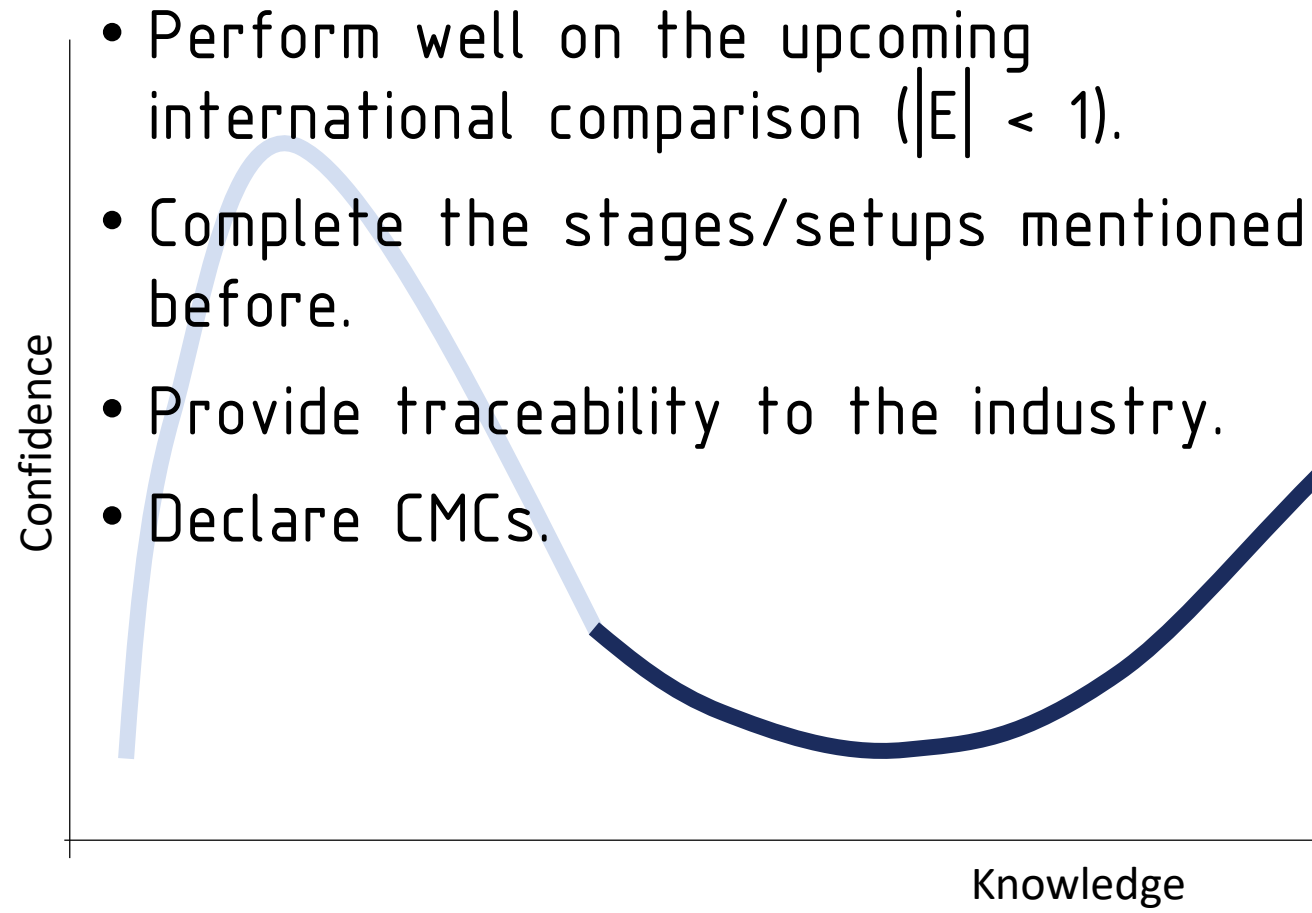 • Perform well on the upcoming
international comparison (|E| < 1).
• Complete the stages/setups mentioned
before.
• Provide traceability to the industry.
• Declare CMCs.
Confidence
Knowledge